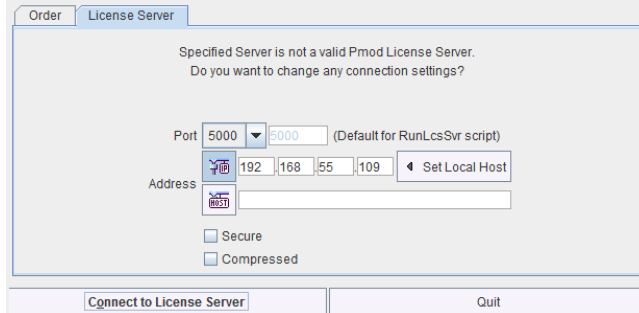 Order License Server
Specified Server is not a valid Pmod License Server.
Do you want to change any connection settings?
Port 5000 5000 (Default for RunLcsSvr script)
Address
IP 192 .168 .55 .109 Set Local Host
HOST
Secure
Compressed
Connect to License Server Quit